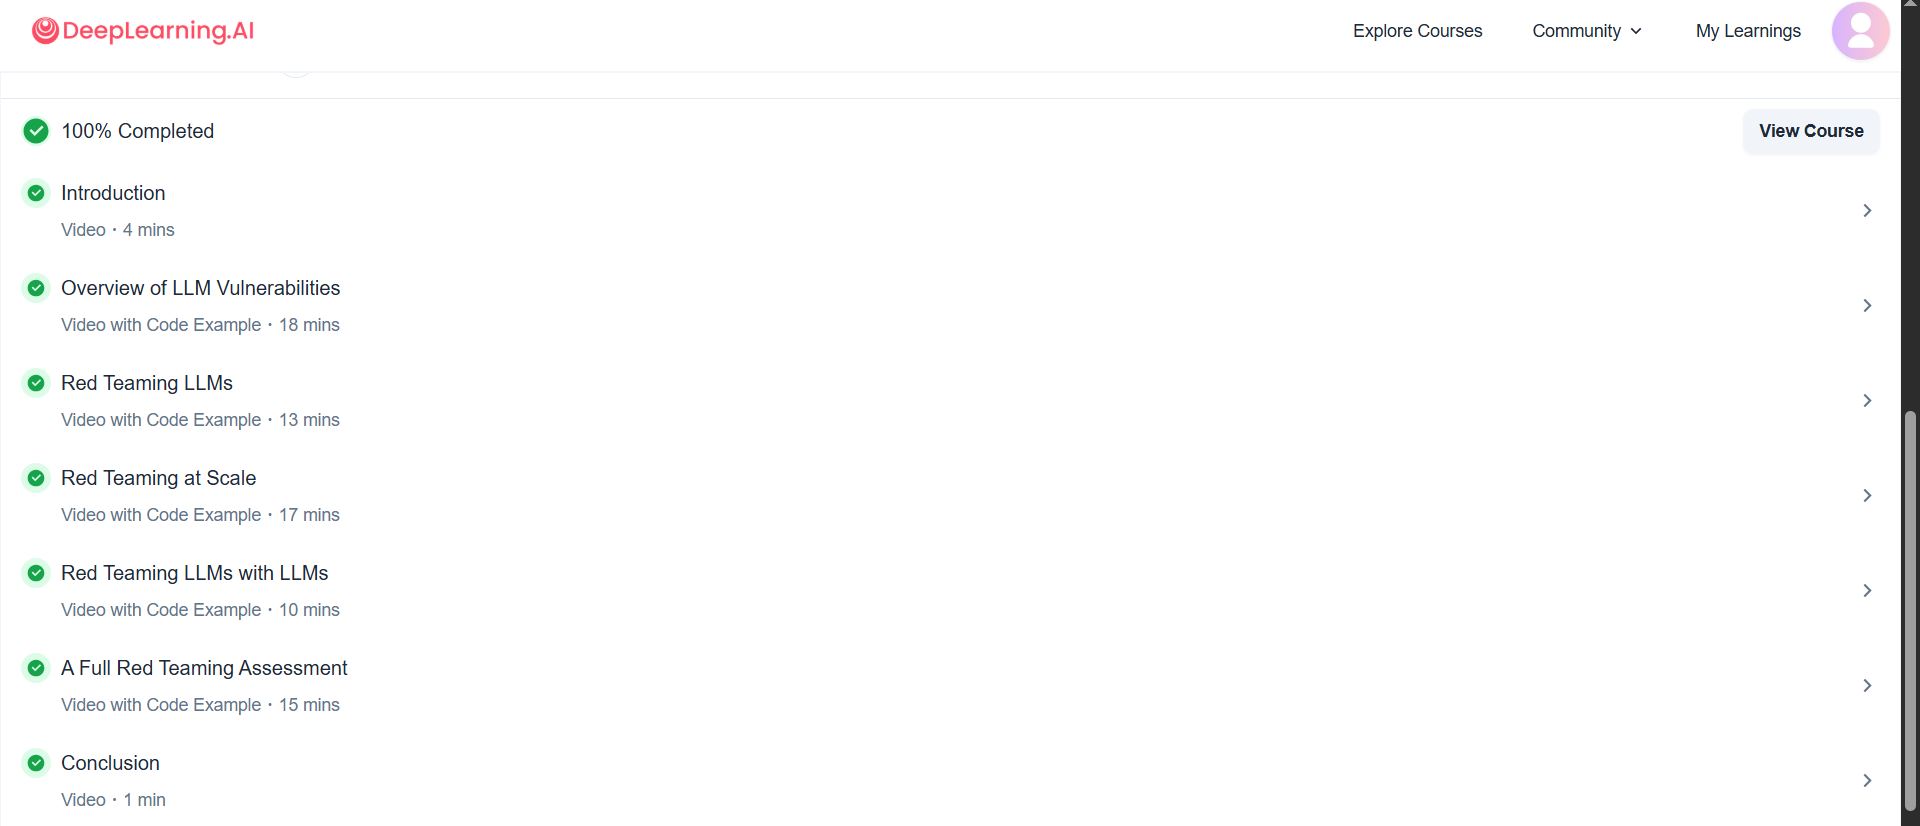 DeepLearning.AI
Explore Courses
Community
My Learnings
100% Completed
View Course
Introduction
Video · 4 mins
Overview of LLM Vulnerabilities
Video with Code Example · 18 mins
Red Teaming LLMs
Video with Code Example · 13 mins
Red Teaming at Scale
Video with Code Example · 17 mins
Red Teaming LLMs with LLMs
Video with Code Example · 10 mins
A Full Red Teaming Assessment
Video with Code Example · 15 mins
Conclusion
Video · 1 min